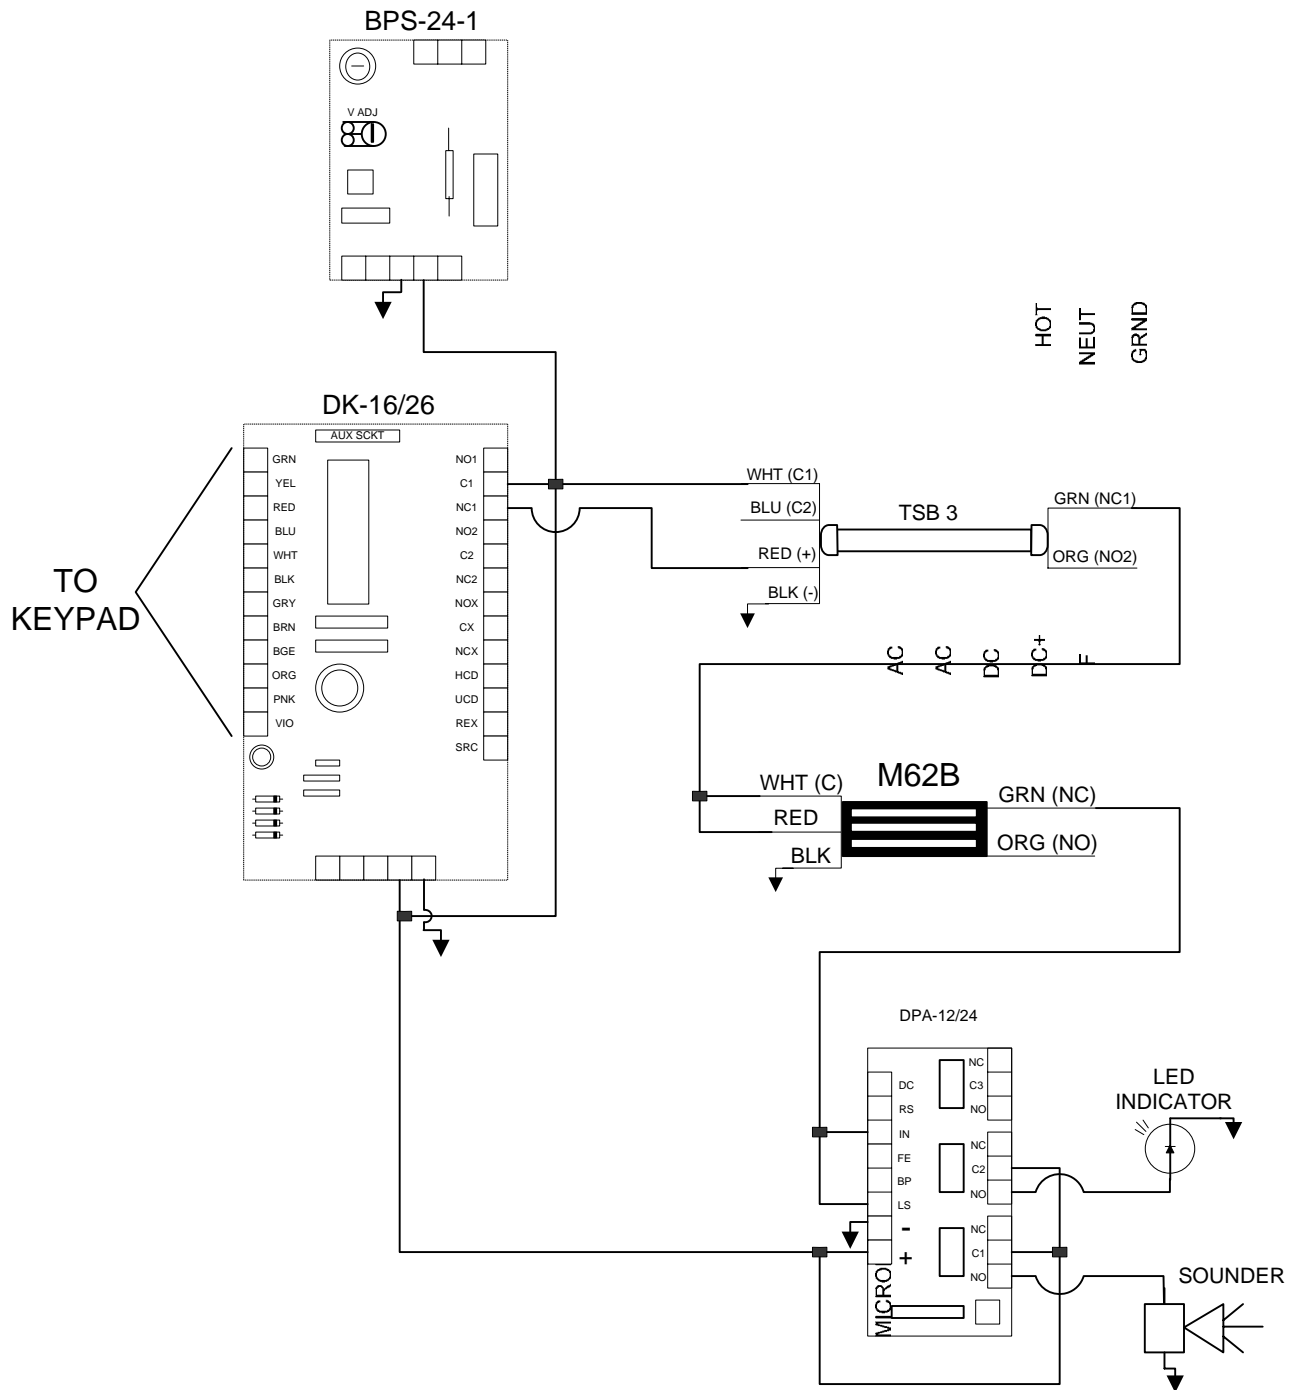 BPS-24-1
V ADJ
HOT
NEUT
GRND
DK-16/26
AUX SCKT
GRN
YEL
RED
BLU
WHT
BLK
GRY
BRN
BGE
ORG
PNK
VIO
NO1
C1
NC1
NO2
C2
NC2
NOX
CX
NCX
HCD
UCD
REX
SRC
TO
KEYPAD
WHT (C1)
BLU (C2)
RED (+)
BLK (-)
TSB 3
GRN (NC1)
ORG (NO2)
AC
AC
DC
DC+
F
M62B
WHT (C)
RED
BLK
GRN (NC)
ORG (NO)
DPA-12/24
DC
RS
IN
FE
BP
LS
-
+
NC
C3
NO
NC
C2
NO
NC
C1
NO
MICRO
LED
INDICATOR
SOUNDER